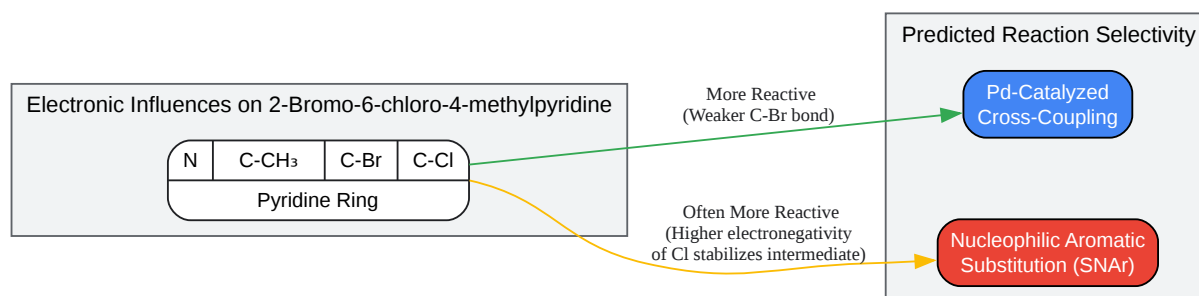 Predicted Reaction Selectivity
Electronic Influences on 2-Bromo-6-chloro-4-methylpyridine
N
C-CH₃
C-Br
C-Cl
Pyridine Ring
More Reactive
(Weaker C-Br bond)
Pd-Catalyzed
Cross-Coupling
Often More Reactive
(Higher electronegativity
of Cl stabilizes intermediate)
Nucleophilic Aromatic
Substitution (SNAr)